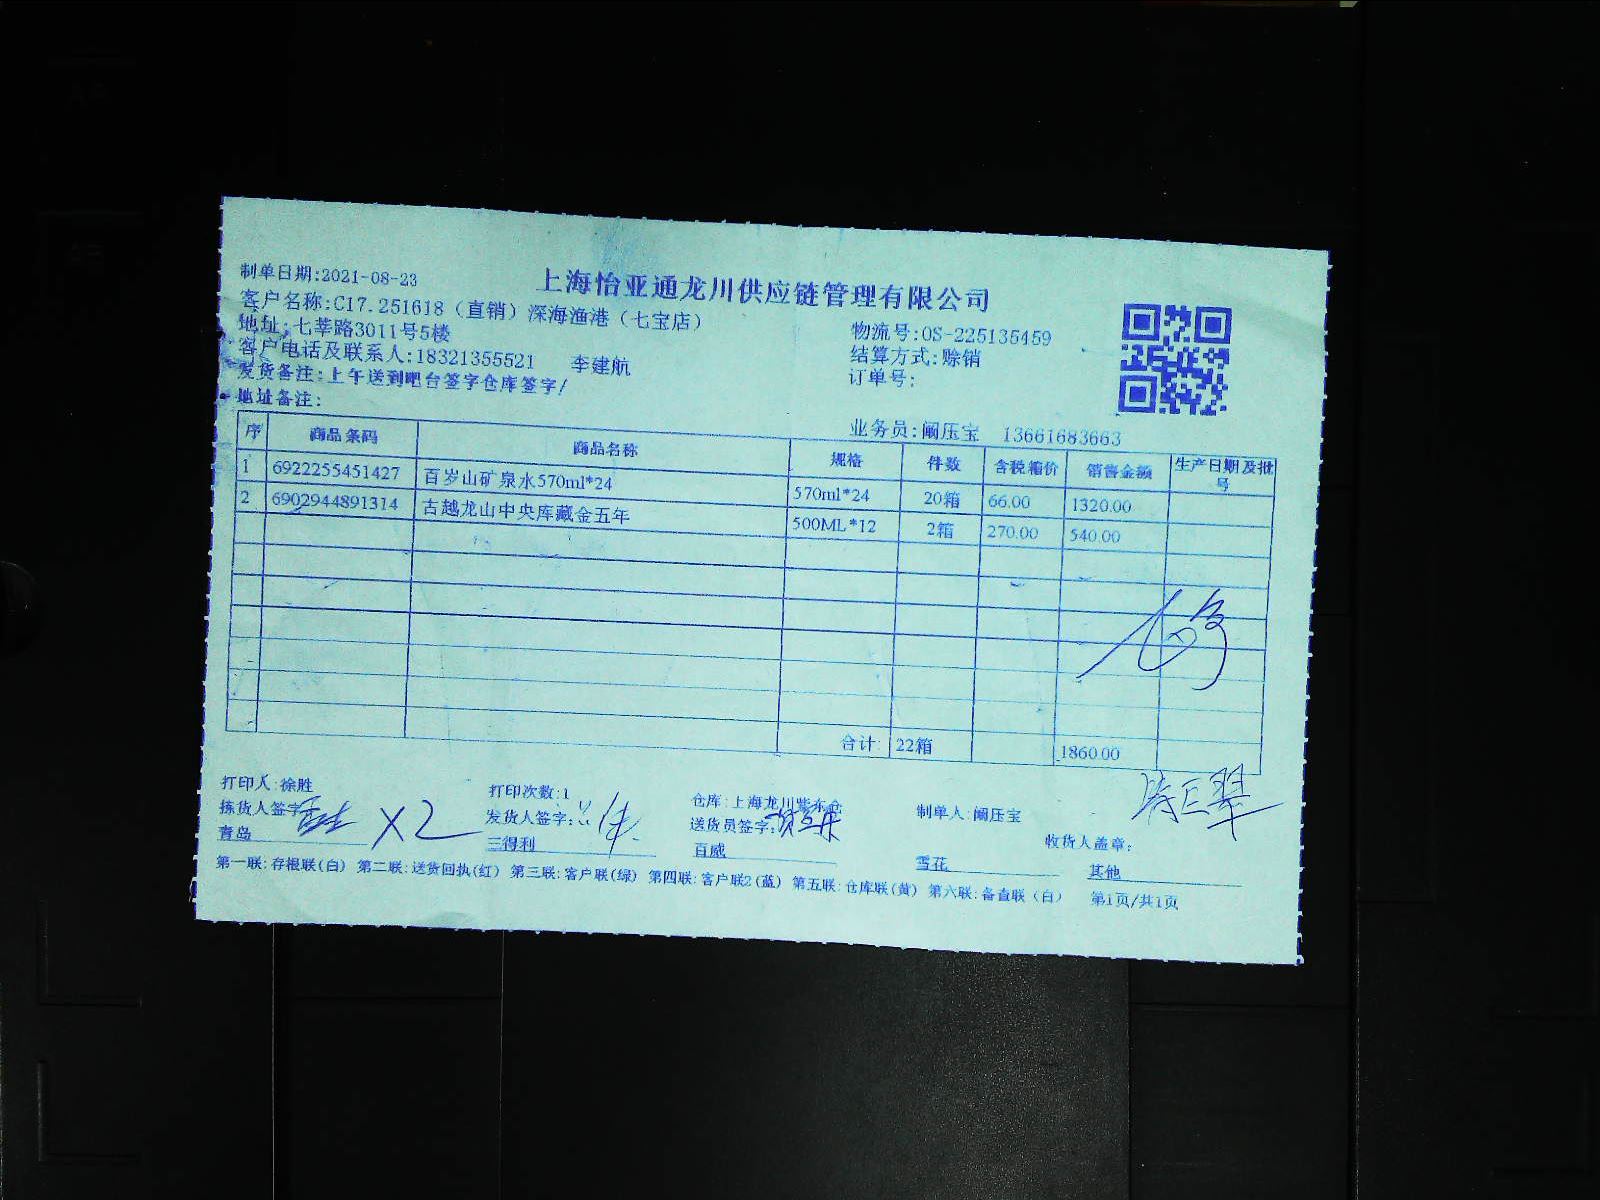 上海怡亚通龙川供应链管理有限公司
制单日期:2021-08-23
客户名称:C17.251618（直销）深海渔港（七宝店）
地址:七莘路3011号5楼
物流号:OS-225135459
客户电话及联系人:18321355521 李建航
结算方式:赊销
发货备注:上午送到吧台签字仓库签字/
订单号:
地址备注:
业务员:阚压宝 13661683663
序 商品条码 商品名称 规格 件数 含税箱价 销售金额 生产日期及批号
1 6922255451427 百岁山矿泉水570ml*24 570ml*24 20箱 66.00 1320.00
2 6902944891314 古越龙山中央库藏金五年 500ML*12 2箱 270.00 540.00
合计: 22箱 1860.00
打印人:徐胜 打印次数:1 仓库:上海龙川紫东仓 制单人:阚压宝
拣货人签字 X2 发货人签字: 送货员签字: 收货人盖章:
青岛 三得利 百威 雪花 其他
第一联:存根联(白) 第二联:送货回执(红) 第三联:客户联(绿) 第四联:客户联2(蓝) 第五联:仓库联(黄) 第六联:备查联(白) 第1页/共1页